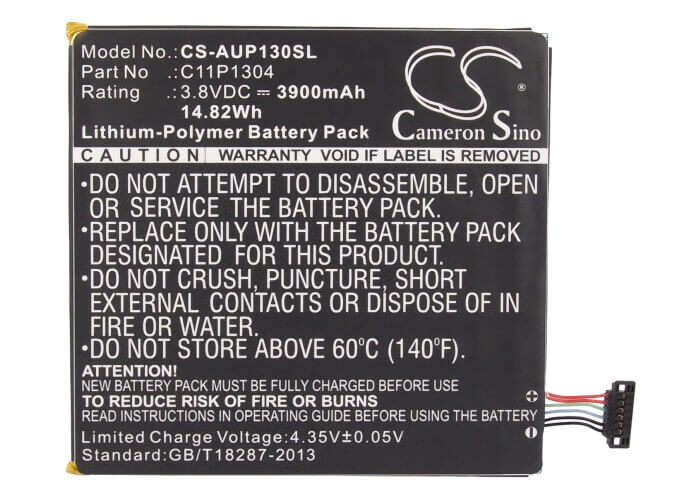 Model No.: CS-AUP130SL
Part No : C11P1304
Rating : 3.8VDC ⎓ 3900mAh
14.82Wh
Lithium-Polymer Battery Pack
CS ®
Cameron Sino
CAUTION WARRANTY VOID IF LABEL IS REMOVED
•DO NOT ATTEMPT TO DISASSEMBLE, OPEN
OR SERVICE THE BATTERY PACK.
•REPLACE ONLY WITH THE BATTERY PACK
DESIGNATED FOR THIS PRODUCT.
•DO NOT CRUSH, PUNCTURE, SHORT
EXTERNAL CONTACTS OR DISPOSE OF IN
FIRE OR WATER.
•DO NOT STORE ABOVE 60°C (140°F).
ATTENTION!
NEW BATTERY PACK MUST BE FULLY CHARGED BEFORE USE
TO REDUCE RISK OF FIRE OR BURNS
READ INSTRUCTIONS IN OPERATING GUIDE BEFORE USING BATTERY
Limited Charge Voltage:4.35V±0.05V
Standard:GB/T18287-2013
+
-